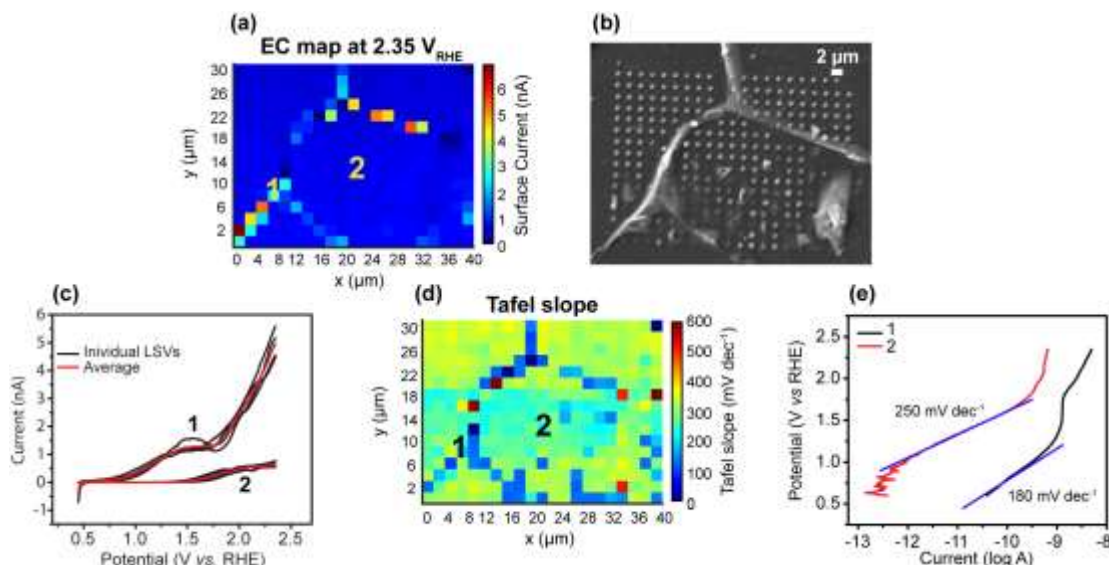 (a)
EC map at 2.35 V_RHE
30
26
22
18
14
10
6
2
0 4 8 12 16 20 24 28 32 36 40
y (µm)
x (µm)
1
2
6
5
4
3
2
1
0
Surface Current (nA)
(b)
2 µm
(c)
6
5
4
3
2
1
0
-1
Current (nA)
Inividual LSVs
Average
1
2
0.5 1.0 1.5 2.0 2.5
Potential (V vs. RHE)
(d)
Tafel slope
30
26
22
18
14
10
6
2
0 4 8 12 16 20 24 28 32 36 40
y (µm)
x (µm)
1
2
600
500
400
300
200
100
0
Tafel slope (mV dec⁻¹)
(e)
1
2
2.5
2.0
1.5
1.0
0.5
Potential (V vs RHE)
250 mV dec⁻¹
180 mV dec⁻¹
-13 -12 -11 -10 -9 -8
Current (log A)